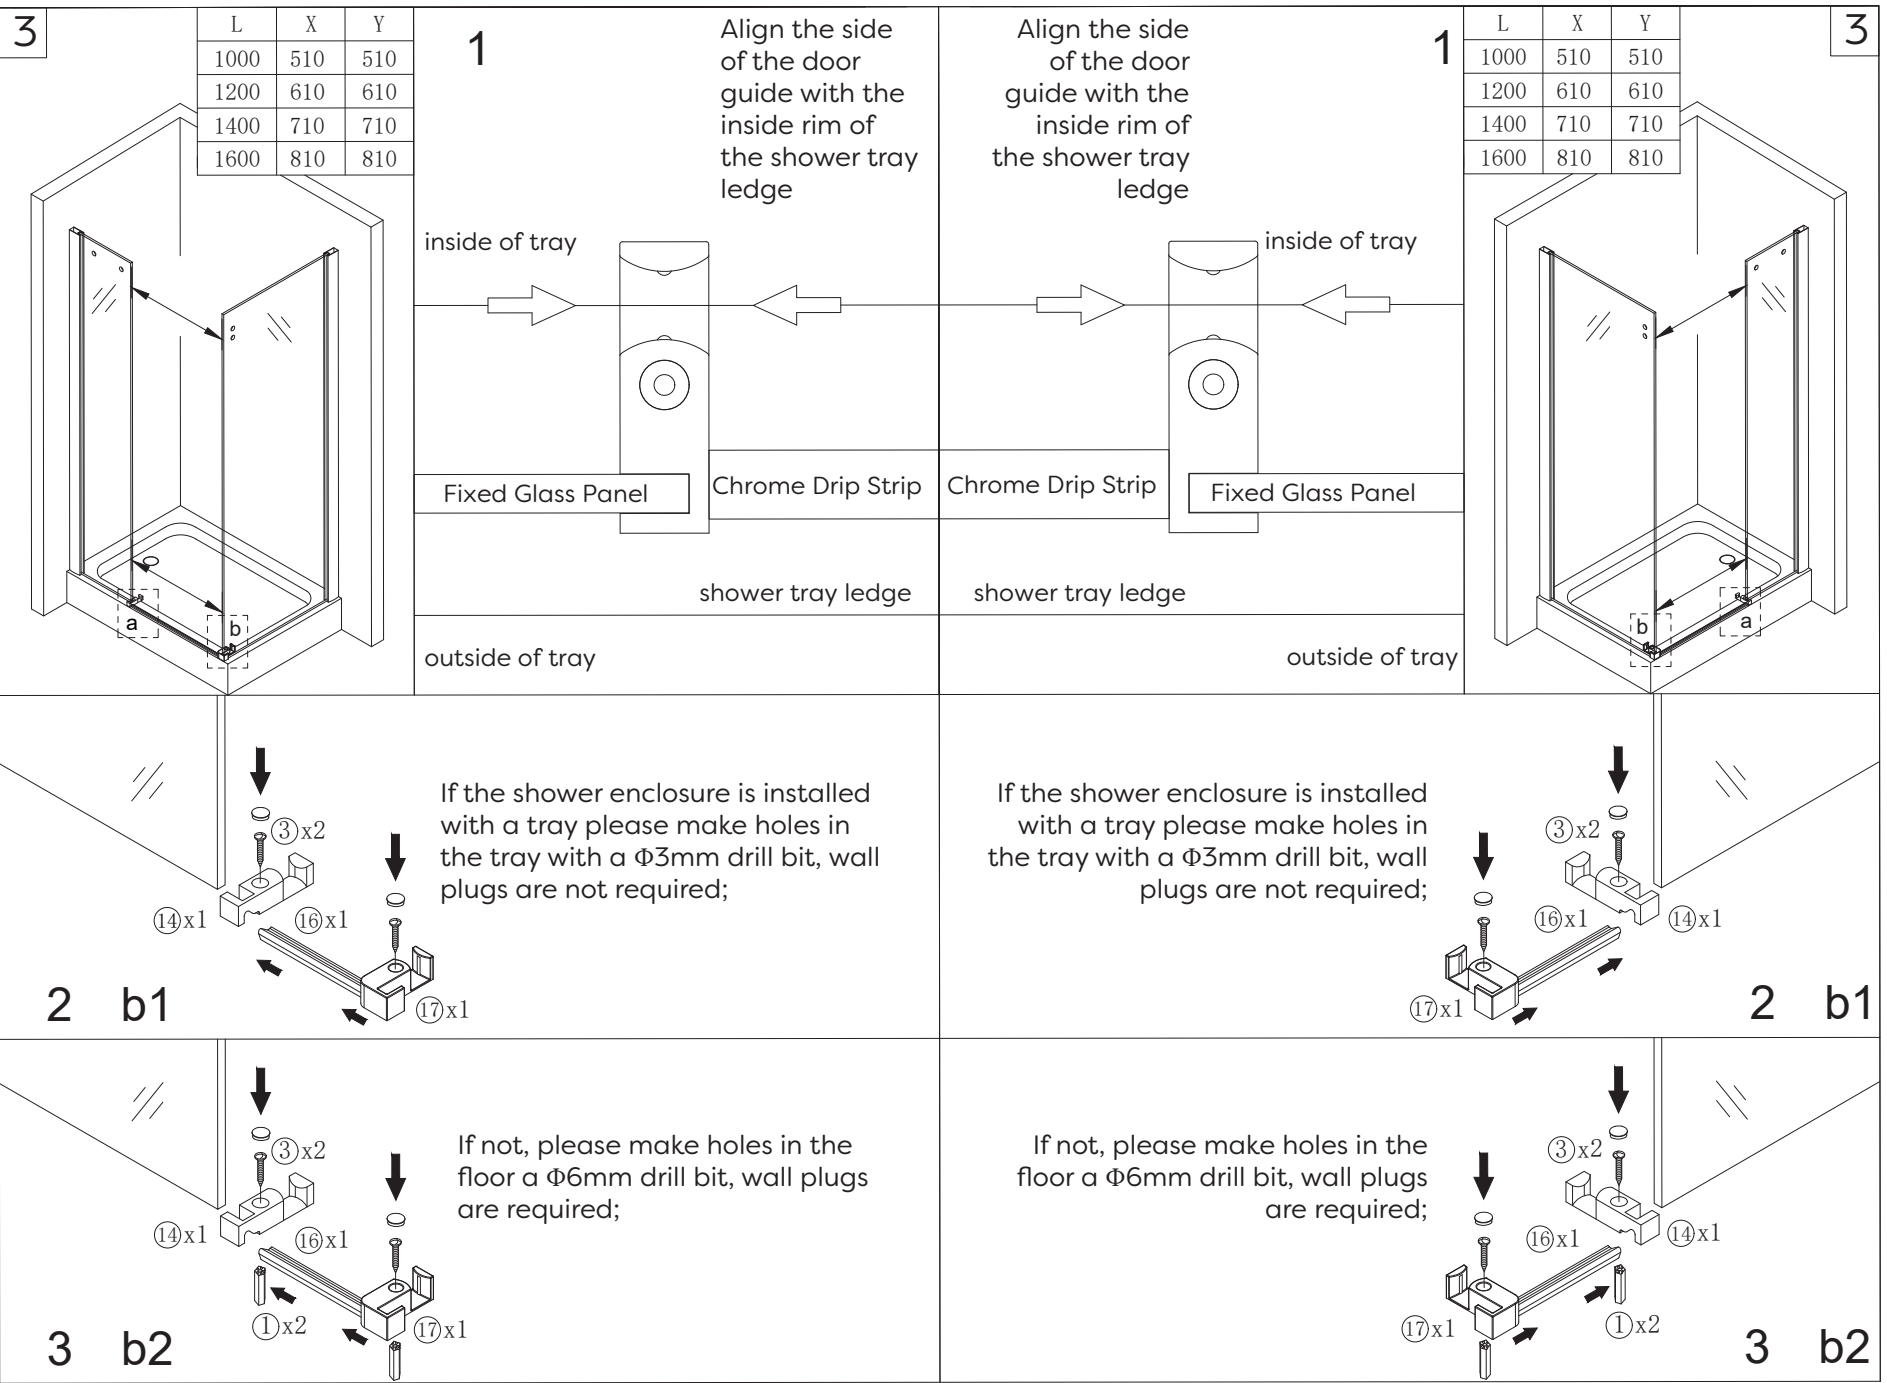 3
L X Y
1000 510 510
1200 610 610
1400 710 710
1600 810 810
a
b
1
Align the side
of the door
guide with the
inside rim of
the shower tray
ledge
inside of tray
Fixed Glass Panel
Chrome Drip Strip
shower tray ledge
outside of tray
Align the side
of the door
guide with the
inside rim of
the shower tray
ledge
1
inside of tray
Chrome Drip Strip
Fixed Glass Panel
shower tray ledge
outside of tray
L X Y
1000 510 510
1200 610 610
1400 710 710
1600 810 810
3
b
a
③x2
⑭x1
⑯x1
⑰x1
If the shower enclosure is installed
with a tray please make holes in
the tray with a Φ3mm drill bit, wall
plugs are not required;
2 b1
If the shower enclosure is installed
with a tray please make holes in
the tray with a Φ3mm drill bit, wall
plugs are not required;
③x2
⑯x1
⑭x1
⑰x1
2 b1
③x2
⑭x1
⑯x1
①x2
⑰x1
If not, please make holes in the
floor a Φ6mm drill bit, wall plugs
are required;
3 b2
If not, please make holes in the
floor a Φ6mm drill bit, wall plugs
are required;
③x2
⑯x1
⑭x1
⑰x1
①x2
3 b2